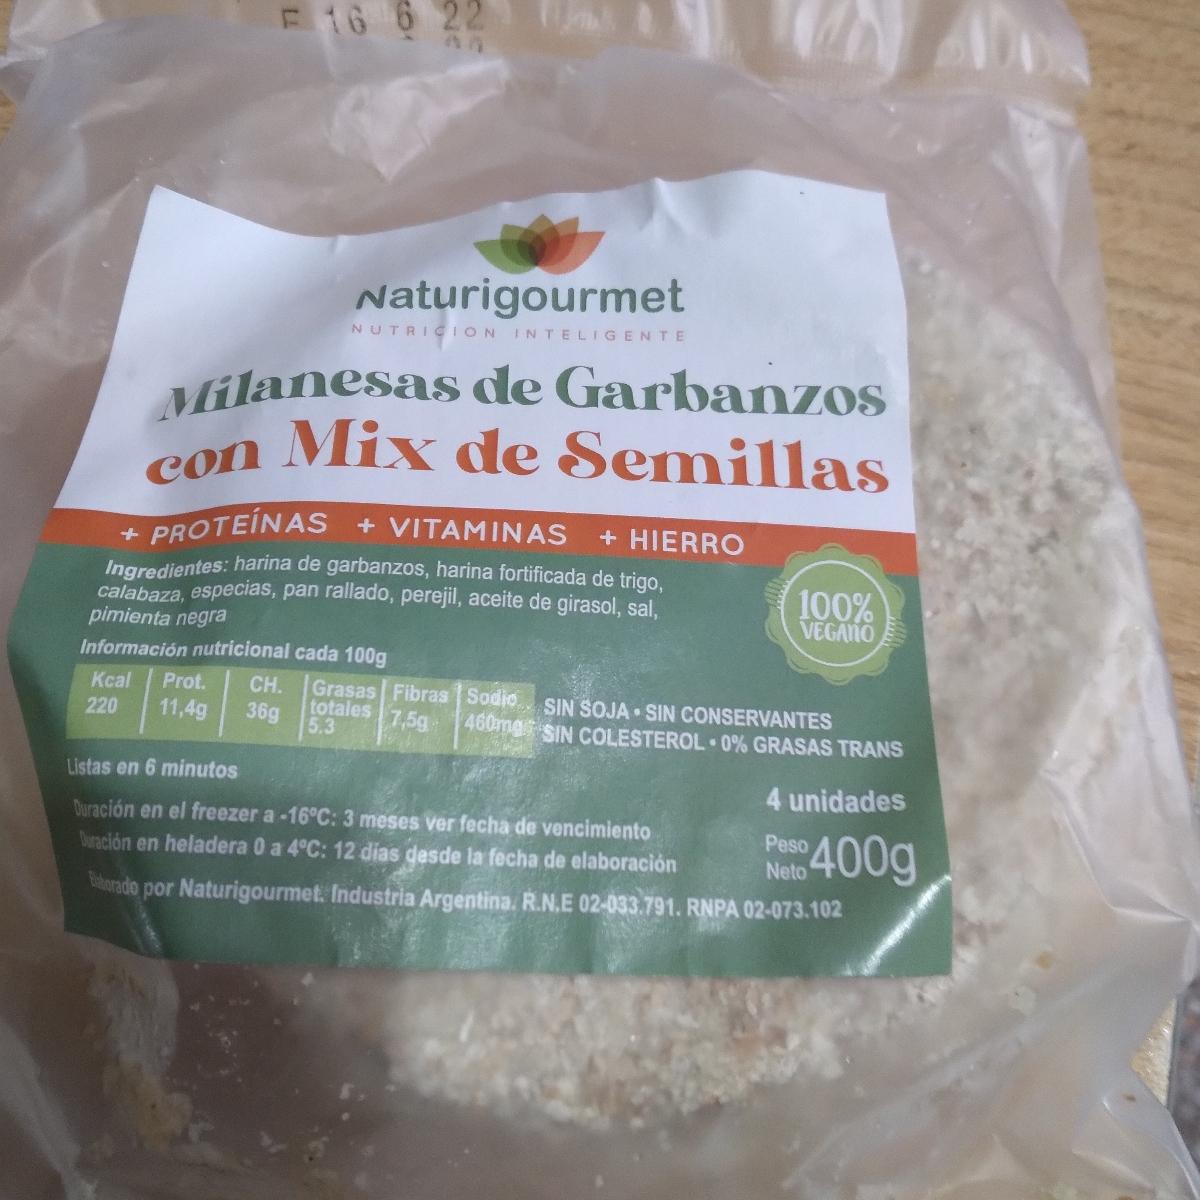 F 16 6 22
Naturigourmet
NUTRICION INTELIGENTE
Milanesas de Garbanzos
con Mix de Semillas
+ PROTEÍNAS + VITAMINAS + HIERRO
Ingredientes: harina de garbanzos, harina fortificada de trigo,
calabaza, especias, pan rallado, perejil, aceite de girasol, sal,
pimienta negra
100%
VEGANO
Información nutricional cada 100g
Kcal Prot. CH. Grasas totales Fibras Sodio
220 11,4g 36g 5.3 7,5g 460mg
SIN SOJA • SIN CONSERVANTES
SIN COLESTEROL • 0% GRASAS TRANS
Listas en 6 minutos
4 unidades
Duración en el freezer a -16ºC: 3 meses ver fecha de vencimiento
Duración en heladera 0 a 4ºC: 12 días desde la fecha de elaboración
Peso Neto 400g
Elaborado por Naturigourmet. Industria Argentina. R.N.E 02-033.791. RNPA 02-073.102